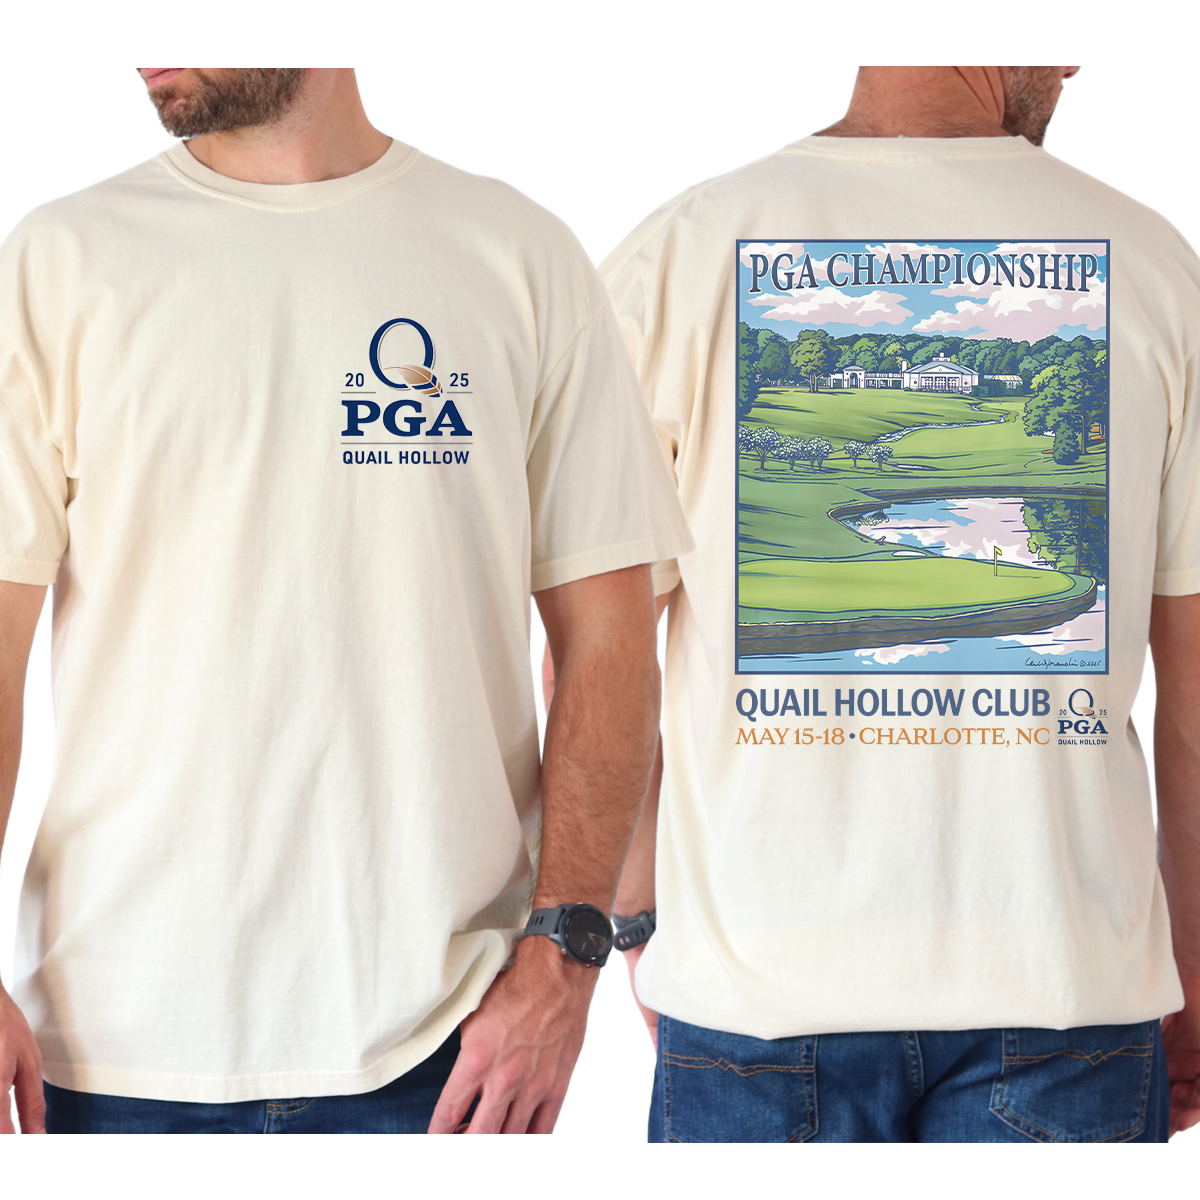 20 25
PGA
QUAIL HOLLOW
PGA CHAMPIONSHIP
©2025
QUAIL HOLLOW CLUB
MAY 15-18 • CHARLOTTE, NC
20 25
PGA
QUAIL HOLLOW